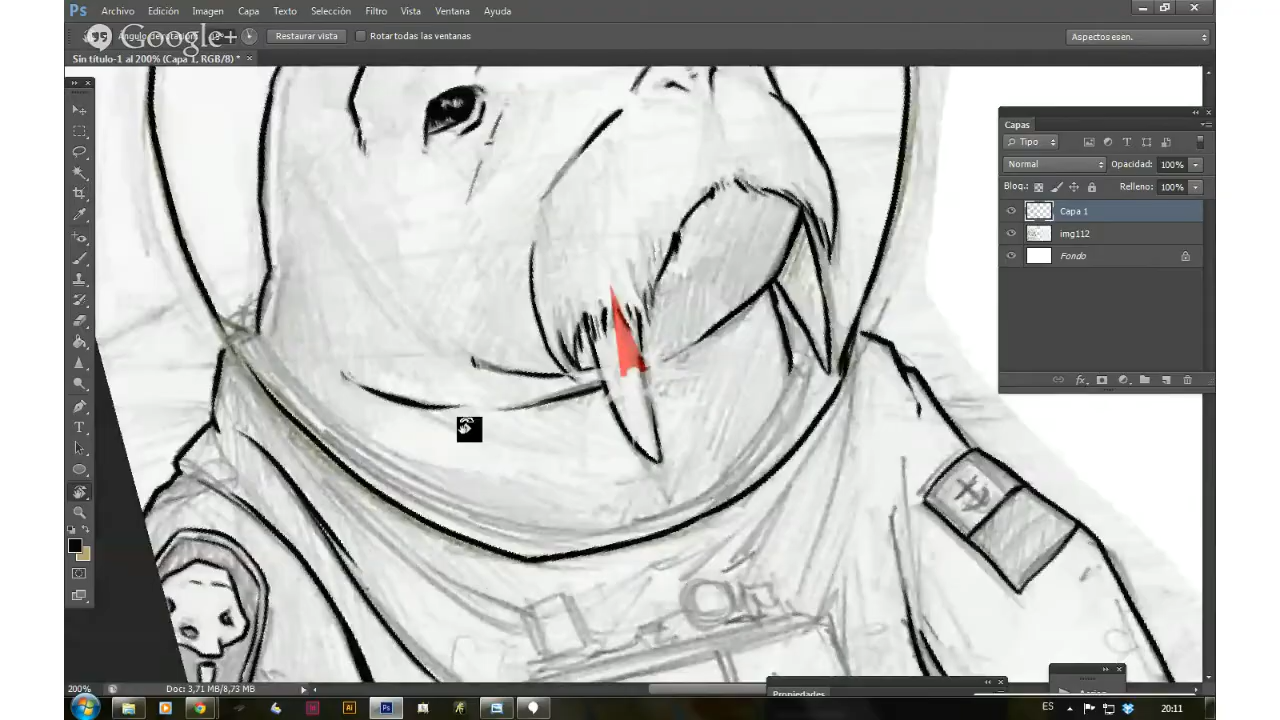 Ps Archivo Edición Imagen Capa Texto Selección Filtro Vista Ventana Ayuda
Google+
Restaurar vista Rotar todas las ventanas Aspectos esen.
Sin título-1 al 200% (Capa 1, RGB/8) * ×
Capas
Tipo
Normal Opacidad: 100%
Bloq.: Relleno: 100%
Capa 1
img112
Fondo
200% Doc: 3,71 MB/8,73 MB
Propiedades
ES 20:11